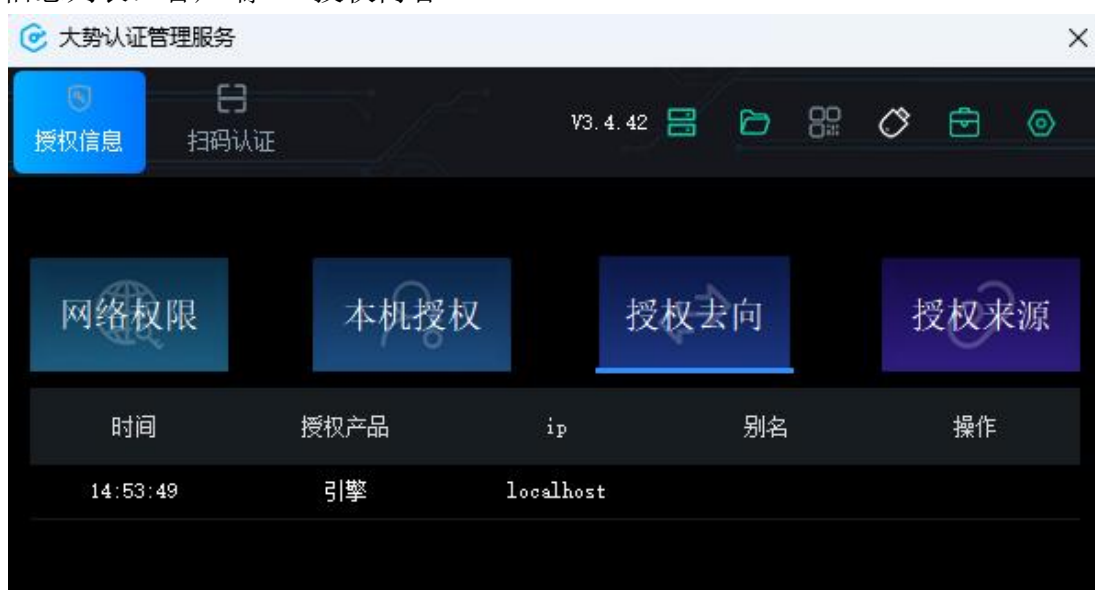 大势认证管理服务
授权信息
扫码认证
V3.4.42
网络权限
本机授权
授权去向
授权来源
时间 授权产品 ip 别名 操作
14:53:49 引擎 localhost